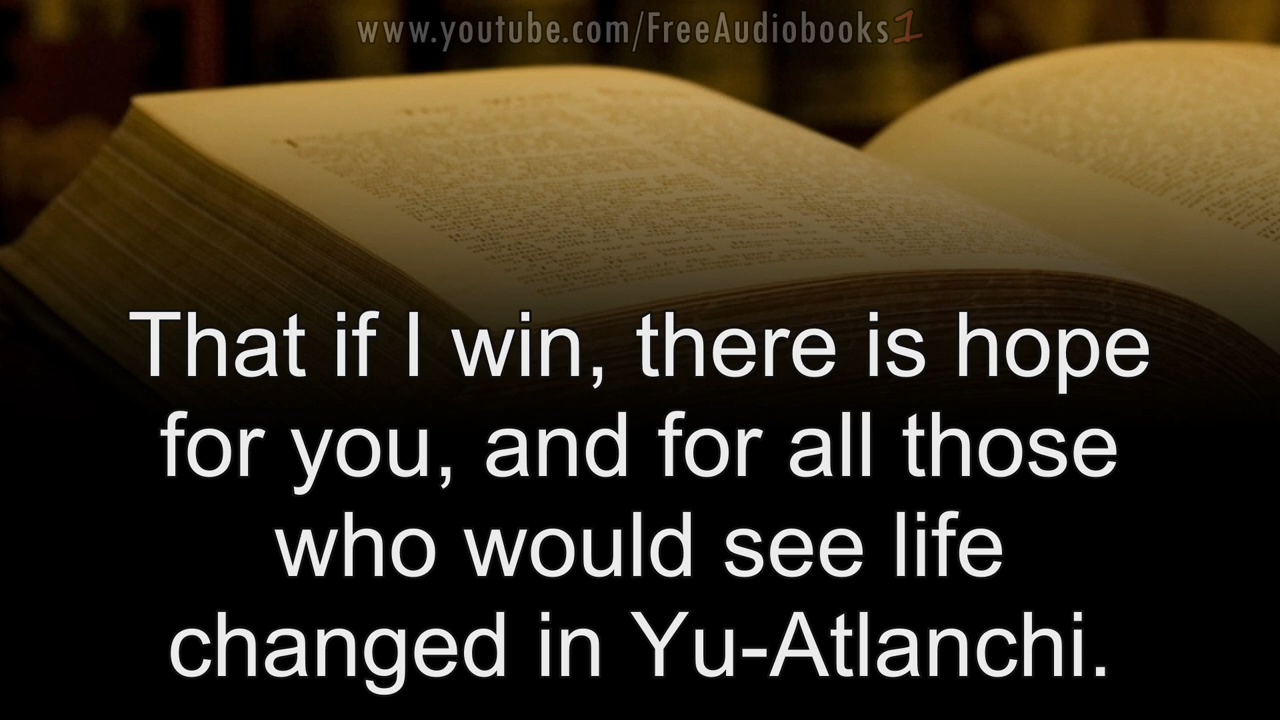 www.youtube.com/FreeAudiobooks1
That if I win, there is hope
for you, and for all those
who would see life
changed in Yu-Atlanchi.